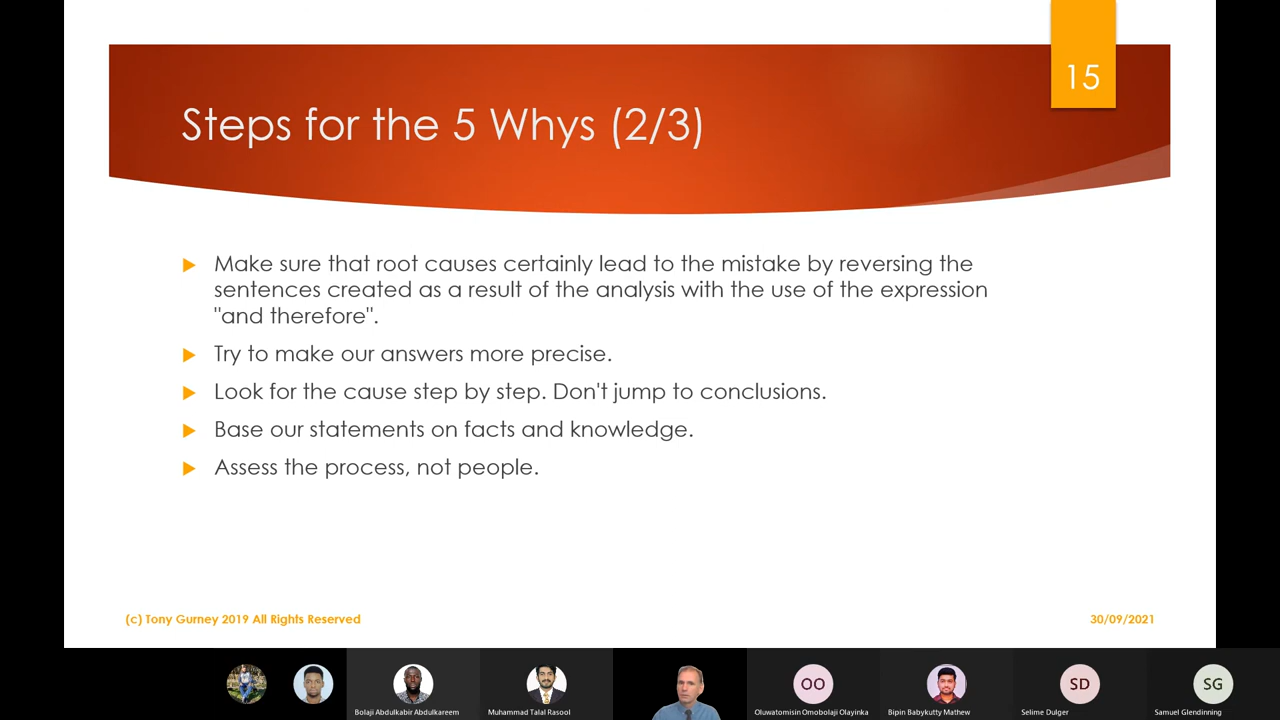 15
Steps for the 5 Whys (2/3)
Make sure that root causes certainly lead to the mistake by reversing the
sentences created as a result of the analysis with the use of the expression
"and therefore".
Try to make our answers more precise.
Look for the cause step by step. Don't jump to conclusions.
Base our statements on facts and knowledge.
Assess the process, not people.
(c) Tony Gurney 2019 All Rights Reserved
30/09/2021
OO
SD
SG
Bolaji Abdulkabir Abdulkareem
Muhammad Talal Rasool
Oluwatomisin Omobolaji Olayinka
Bipin Babykutty Mathew
Selime Dulger
Samuel Glendinning